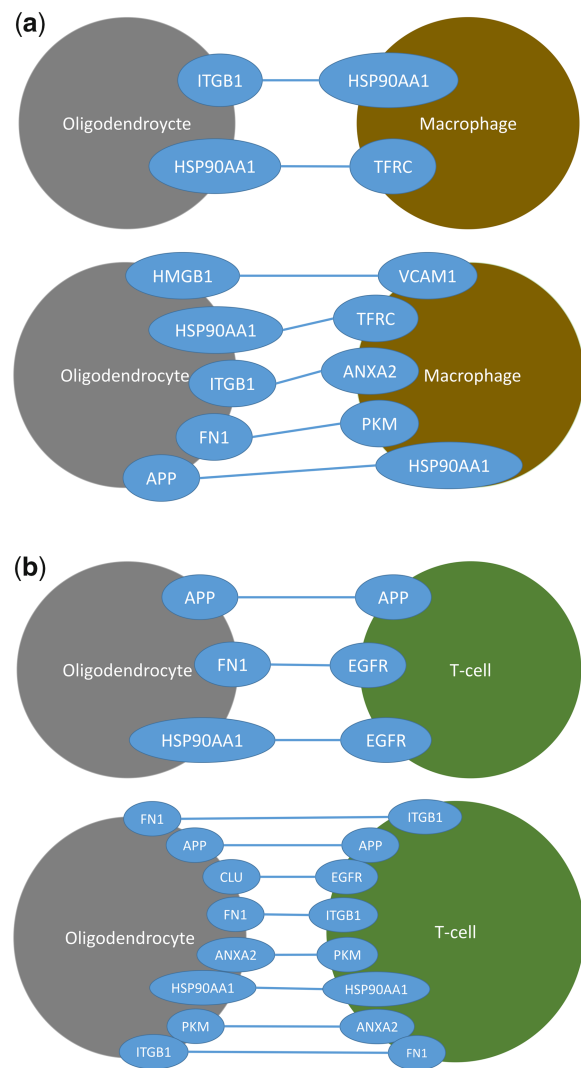 (a)
ITGB1 HSP90AA1
Oligodendroycte Macrophage
HSP90AA1 TFRC
HMGB1 VCAM1
HSP90AA1 TFRC
Oligodendrocyte ITGB1 ANXA2 Macrophage
FN1 PKM
APP HSP90AA1
(b)
APP APP
Oligodendrocyte FN1 EGFR T-cell
HSP90AA1 EGFR
FN1 ITGB1
APP APP
CLU EGFR
FN1 ITGB1
Oligodendrocyte T-cell
ANXA2 PKM
HSP90AA1 HSP90AA1
PKM ANXA2
ITGB1 FN1